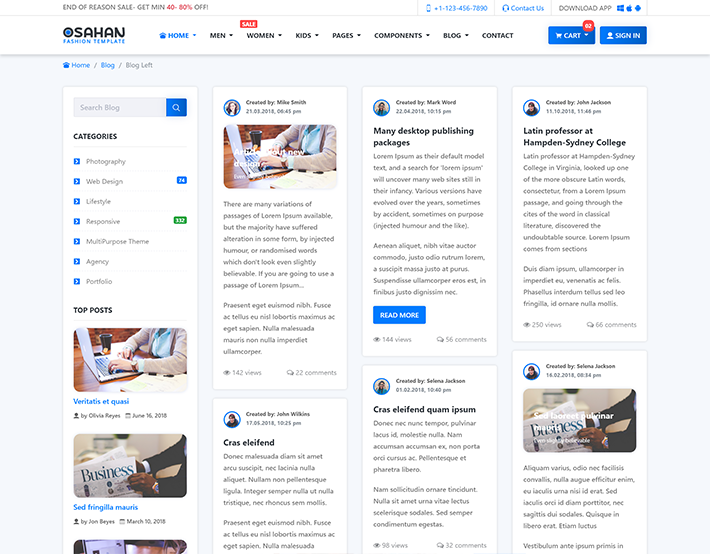 END OF REASON SALE- GET MIN 40- 80% OFF!
+1-123-456-7890
Contact Us
DOWNLOAD APP
OSAHAN
FASHION TEMPLATE
HOME
MEN
SALE
WOMEN
KIDS
PAGES
COMPONENTS
BLOG
CONTACT
CART
02
SIGN IN
Home / Blog / Blog Left
Search Blog
CATEGORIES
Photography
Web Design 74
Lifestyle
Responsive 332
MultiPurpose Theme
Agency
Portfolio
TOP POSTS
Veritatis et quasi
by Olivia Reyes June 16, 2018
Business
Sed fringilla mauris
by Jon Beyes March 10, 2018
Created by: Mike Smith
21.03.2018, 06:45 pm
There are many variations of
passages of Lorem Ipsum available,
but the majority have suffered
alteration in some form, by injected
humour, or randomised words
which don't look even slightly
believable. If you are going to use a
passage of Lorem Ipsum...
Praesent eget euismod nibh. Fusce
ac tellus eu nisl lobortis maximus ac
eget sapien. Nulla malesuada
mauris non nulla imperdiet
ullamcorper.
142 views 22 comments
Created by: John Wilkins
17.05.2018, 10:25 pm
Cras eleifend
Donec malesuada diam sit amet
arcu suscipit, nec lacinia nulla
aliquet. Nullam non pellentesque
ligula. Integer semper nulla ut nulla
tristique, nec rhoncus sem mollis.
Praesent eget euismod nibh. Fusce
ac tellus eu nisl lobortis maximus ac
eget sapien. Nulla malesuada
Created by: Mark Word
22.04.2018, 10:15 pm
Many desktop publishing
packages
Lorem Ipsum as their default model
text, and a search for 'lorem ipsum'
will uncover many web sites still in
their infancy. Various versions have
evolved over the years, sometimes
by accident, sometimes on purpose
(injected humour and the like).
Aenean aliquet, nibh vitae auctor
commodo, justo odio rutrum lorem,
a suscipit massa justo at purus.
Suspendisse ullamcorper eros est, in
finibus justo dignissim nec.
READ MORE
144 views 56 comments
Created by: Selena Jackson
01.02.2018, 10:40 pm
Cras eleifend quam ipsum
Donec nec nunc tempor, pulvinar
lacus id, molestie nulla. Nam
accumsan accumsan ex, non porta
orci cursus ac. Pellentesque et
pharetra libero.
Nam sollicitudin ornare tincidunt.
Nulla sit amet urna vitae lectus
scelerisque sodales. Sed semper
condimentum egestas.
98 views 32 comments
Created by: John Jackson
11.10.2018, 11:46 pm
Latin professor at
Hampden-Sydney College
Latin professor at Hampden-Sydney
College in Virginia, looked up one
of the more obscure Latin words,
consectetur, from a Lorem Ipsum
passage, and going through the
cites of the word in classical
literature, discovered the
undoubtable source. Lorem Ipsum
comes from sections
Duis diam ipsum, ullamcorper in
imperdiet eu, venenatis ac felis.
Phasellus interdum tellus sed leo
fringilla, id ornare nulla mollis.
250 views 66 comments
Created by: Selena Jackson
16.02.2018, 08:34 pm
Sed laoreet pulvinar
mauris
Even slightly believable
Aliquam varius, odio nec facilisis
convallis, nulla augue efficitur enim,
eu iaculis urna nisi id erat. Sed
iaculis orci id diam porttitor, nec
sagittis dui sodales. Quisque in
libero erat. Etiam luctus
Vestibulum ante ipsum primis in